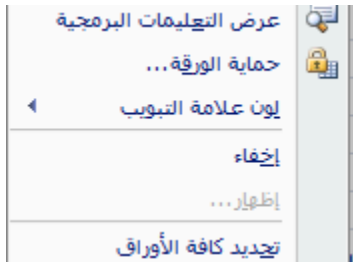 عرض التعليمات البرمجية
حماية الورقة...
لون علامة التبويب
إخفاء
إظهار...
تحديد كافة الأوراق